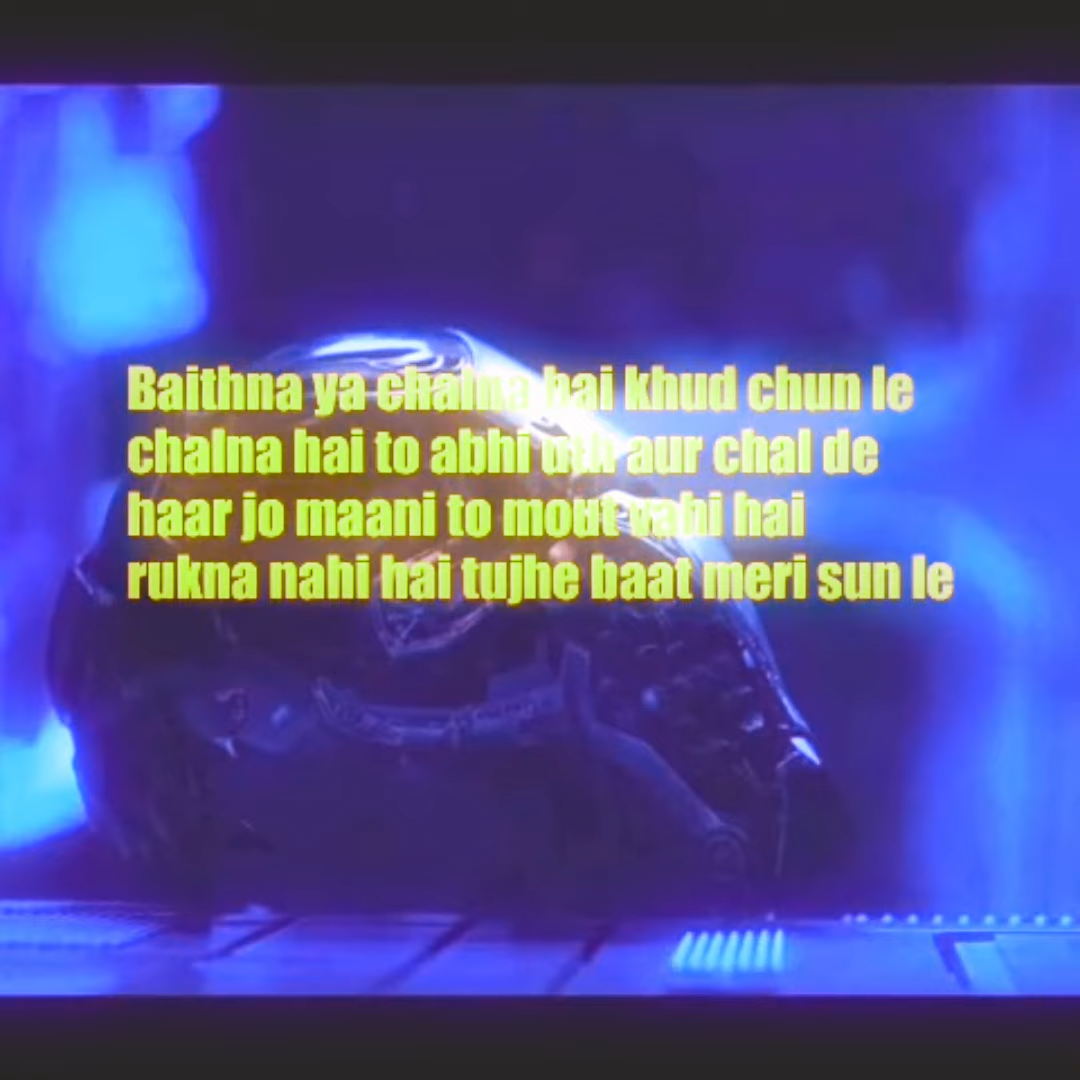 Baithna ya chalna hai khud chun le
chalna hai to abhi uth aur chal de
haar jo maani to mout vahi hai
rukna nahi hai tujhe baat meri sun le